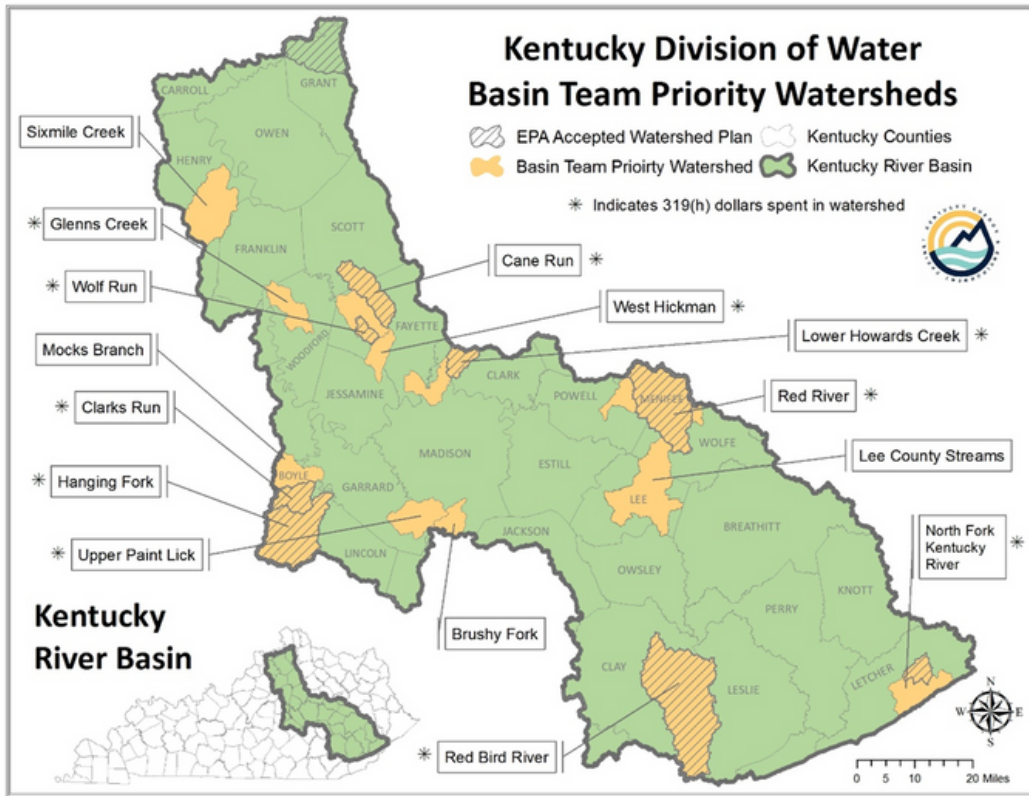 Kentucky Division of Water
Basin Team Priority Watersheds
EPA Accepted Watershed Plan
Kentucky Counties
Basin Team Prioirty Watershed
Kentucky River Basin
✳ Indicates 319(h) dollars spent in watershed
Sixmile Creek
✳ Glenns Creek
✳ Wolf Run
Mocks Branch
✳ Clarks Run
✳ Hanging Fork
✳ Upper Paint Lick
Cane Run ✳
West Hickman ✳
Lower Howards Creek ✳
Red River ✳
Lee County Streams
North Fork
Kentucky ✳
River
Brushy Fork
✳ Red Bird River
CARROLL
GRANT
OWEN
HENRY
SCOTT
FRANKLIN
FAYETTE
WOODFORD
JESSAMINE
CLARK
POWELL
MENIFEE
WOLFE
MADISON
ESTILL
LEE
BOYLE
GARRARD
LINCOLN
JACKSON
BREATHITT
OWSLEY
KNOTT
PERRY
CLAY
LESLIE
LETCHER
Kentucky
River Basin
N
W E
S
0 5 10 20 Miles